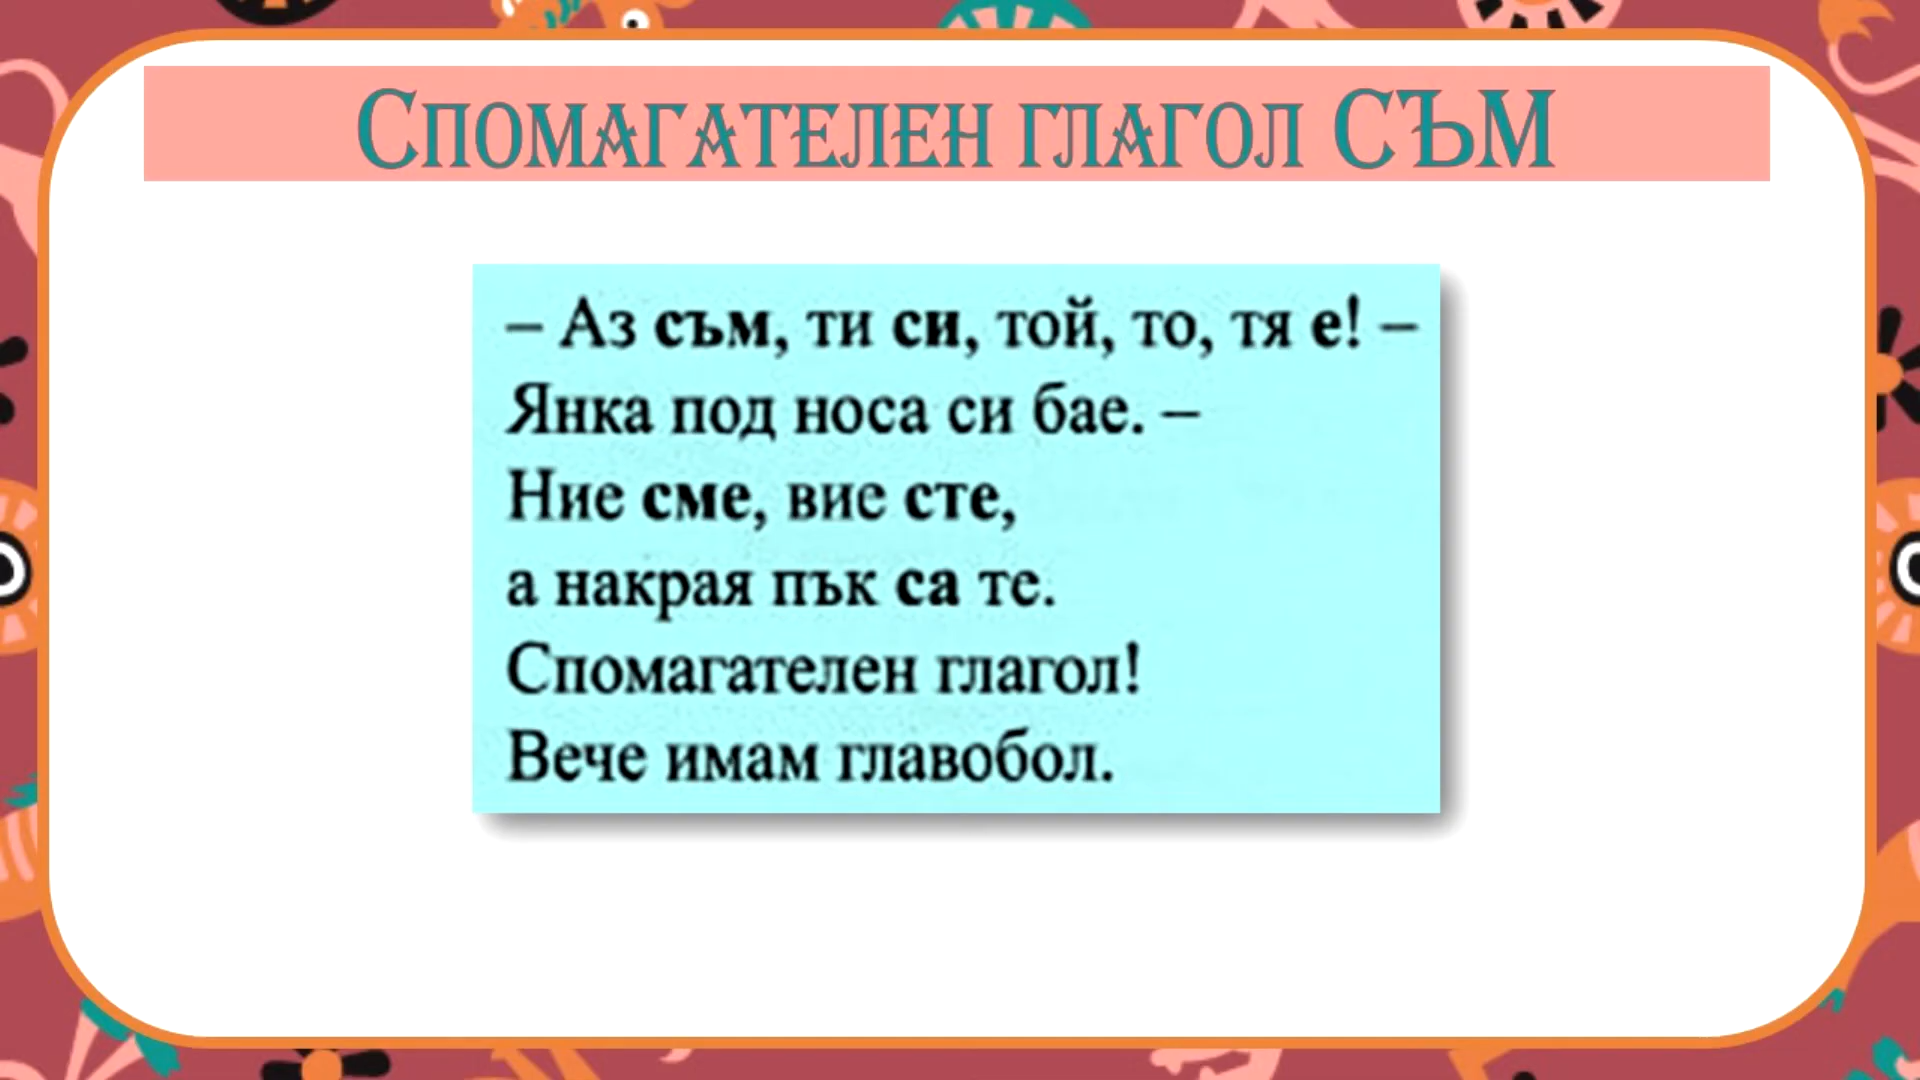 Спомагателен глагол СЪМ
– Аз съм, ти си, той, то, тя е! –
Янка под носа си бае. –
Ние сме, вие сте,
а накрая пък са те.
Спомагателен глагол!
Вече имам главобол.